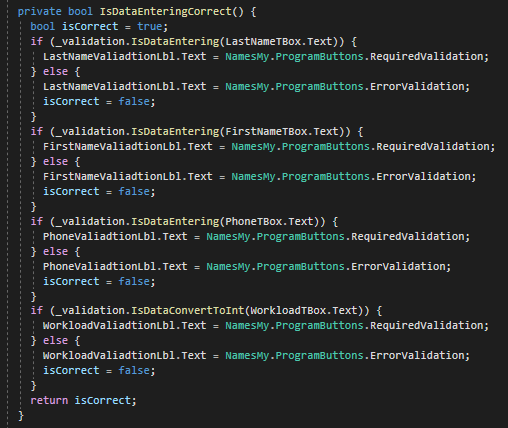 private bool IsDataEnteringCorrect() {
bool isCorrect = true;
if (_validation.IsDataEntering(LastNameTBox.Text)) {
LastNameValiadtionLbl.Text = NamesMy.ProgramButtons.RequiredValidation;
} else {
LastNameValiadtionLbl.Text = NamesMy.ProgramButtons.ErrorValidation;
isCorrect = false;
}
if (_validation.IsDataEntering(FirstNameTBox.Text)) {
FirstNameValiadtionLbl.Text = NamesMy.ProgramButtons.RequiredValidation;
} else {
FirstNameValiadtionLbl.Text = NamesMy.ProgramButtons.ErrorValidation;
isCorrect = false;
}
if (_validation.IsDataEntering(PhoneTBox.Text)) {
PhoneValiadtionLbl.Text = NamesMy.ProgramButtons.RequiredValidation;
} else {
PhoneValiadtionLbl.Text = NamesMy.ProgramButtons.ErrorValidation;
isCorrect = false;
}
if (_validation.IsDataConvertToInt(WorkloadTBox.Text)) {
WorkloadValiadtionLbl.Text = NamesMy.ProgramButtons.RequiredValidation;
} else {
WorkloadValiadtionLbl.Text = NamesMy.ProgramButtons.ErrorValidation;
isCorrect = false;
}
return isCorrect;
}